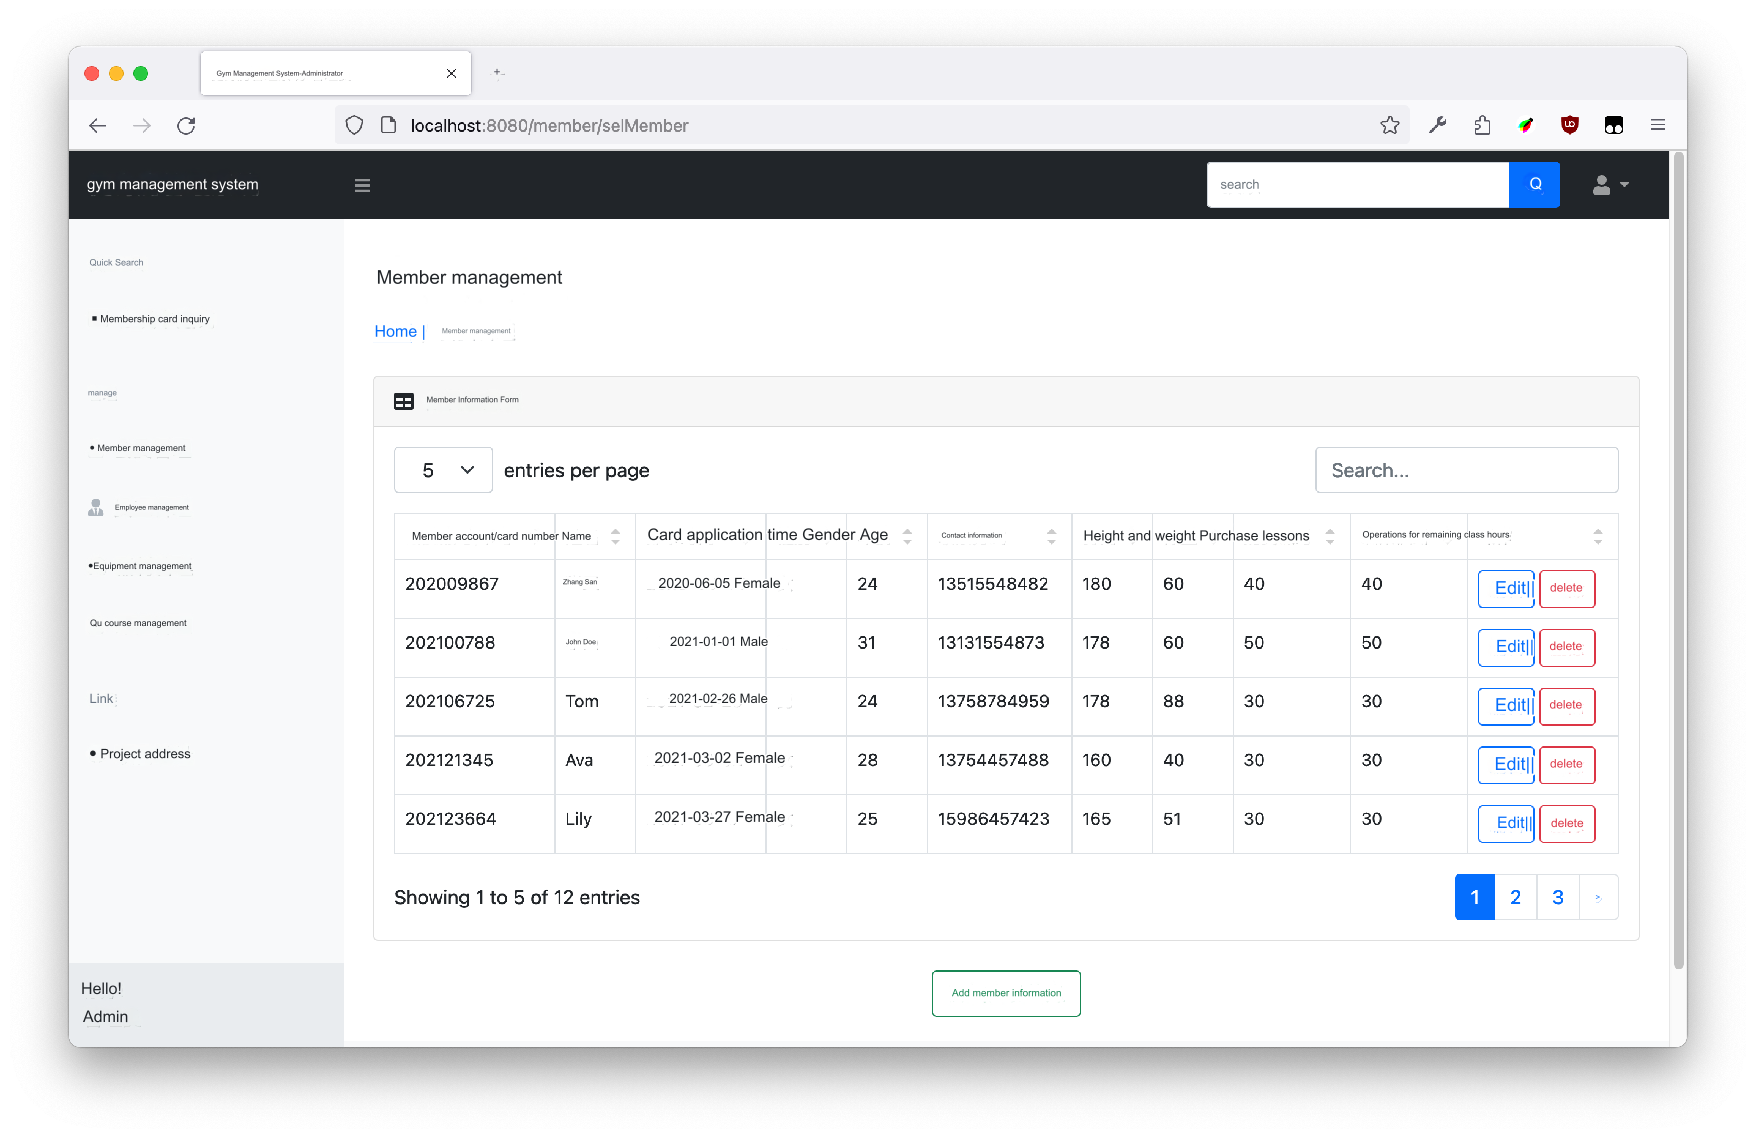 Gym Management System-Administrator
localhost:8080/member/selMember
gym management system
search
Q
Quick Search
Membership card inquiry
manage
Member management
Employee management
Equipment management
Qu course management
Link
Project address
Hello!
Admin
Member management
Home | Member management
Member Information Form
5 entries per page
Search...
Member account/card number Name Card application time Gender Age Contact information Height and weight Purchase lessons Operations for remaining class hours
202009867 Zhang San 2020-06-05 Female 24 13515548482 180 60 40 40 Edit|| delete
202100788 John Doe 2021-01-01 Male 31 13131554873 178 60 50 50 Edit|| delete
202106725 Tom 2021-02-26 Male 24 13758784959 178 88 30 30 Edit|| delete
202121345 Ava 2021-03-02 Female 28 13754457488 160 40 30 30 Edit|| delete
202123664 Lily 2021-03-27 Female 25 15986457423 165 51 30 30 Edit|| delete
Showing 1 to 5 of 12 entries
1 2 3 >
Add member information